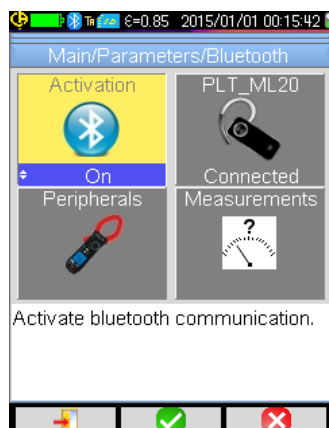 ε=0.85 2015/01/01 00:15:42
Main/Parameters/Bluetooth
Activation PLT_ML20
On Connected
Peripherals Measurements
?
Activate bluetooth communication.